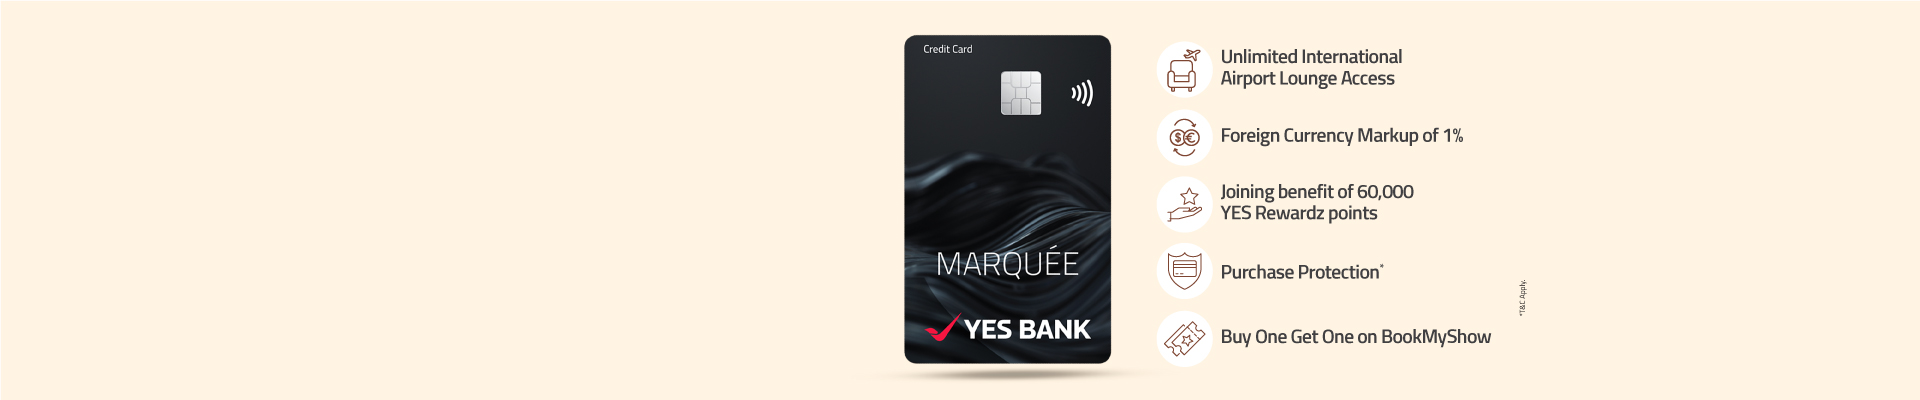 Credit Card
MARQUÉE
YES BANK
Unlimited International
Airport Lounge Access
Foreign Currency Markup of 1%
Joining benefit of 60,000
YES Rewardz points
Purchase Protection*
Buy One Get One on BookMyShow
*T&C Apply.